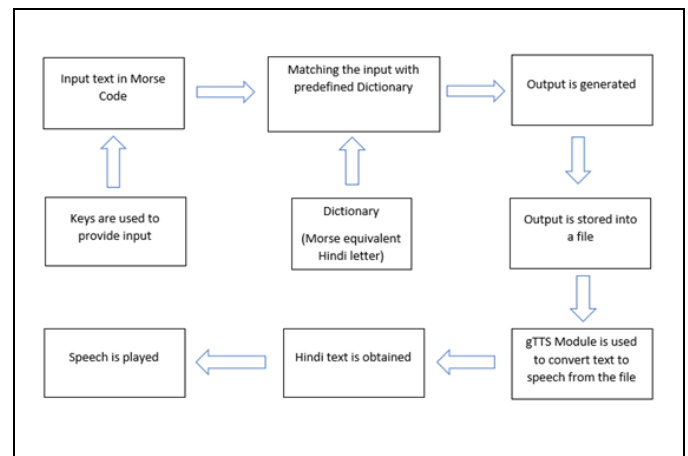 Input text in Morse
Code
Matching the input with
predefined Dictionary
Output is generated
Keys are used to
provide input
Dictionary
(Morse equivalent
Hindi letter)
Output is stored into
a file
Speech is played
Hindi text is obtained
gTTS Module is used
to convert text to
speech from the file